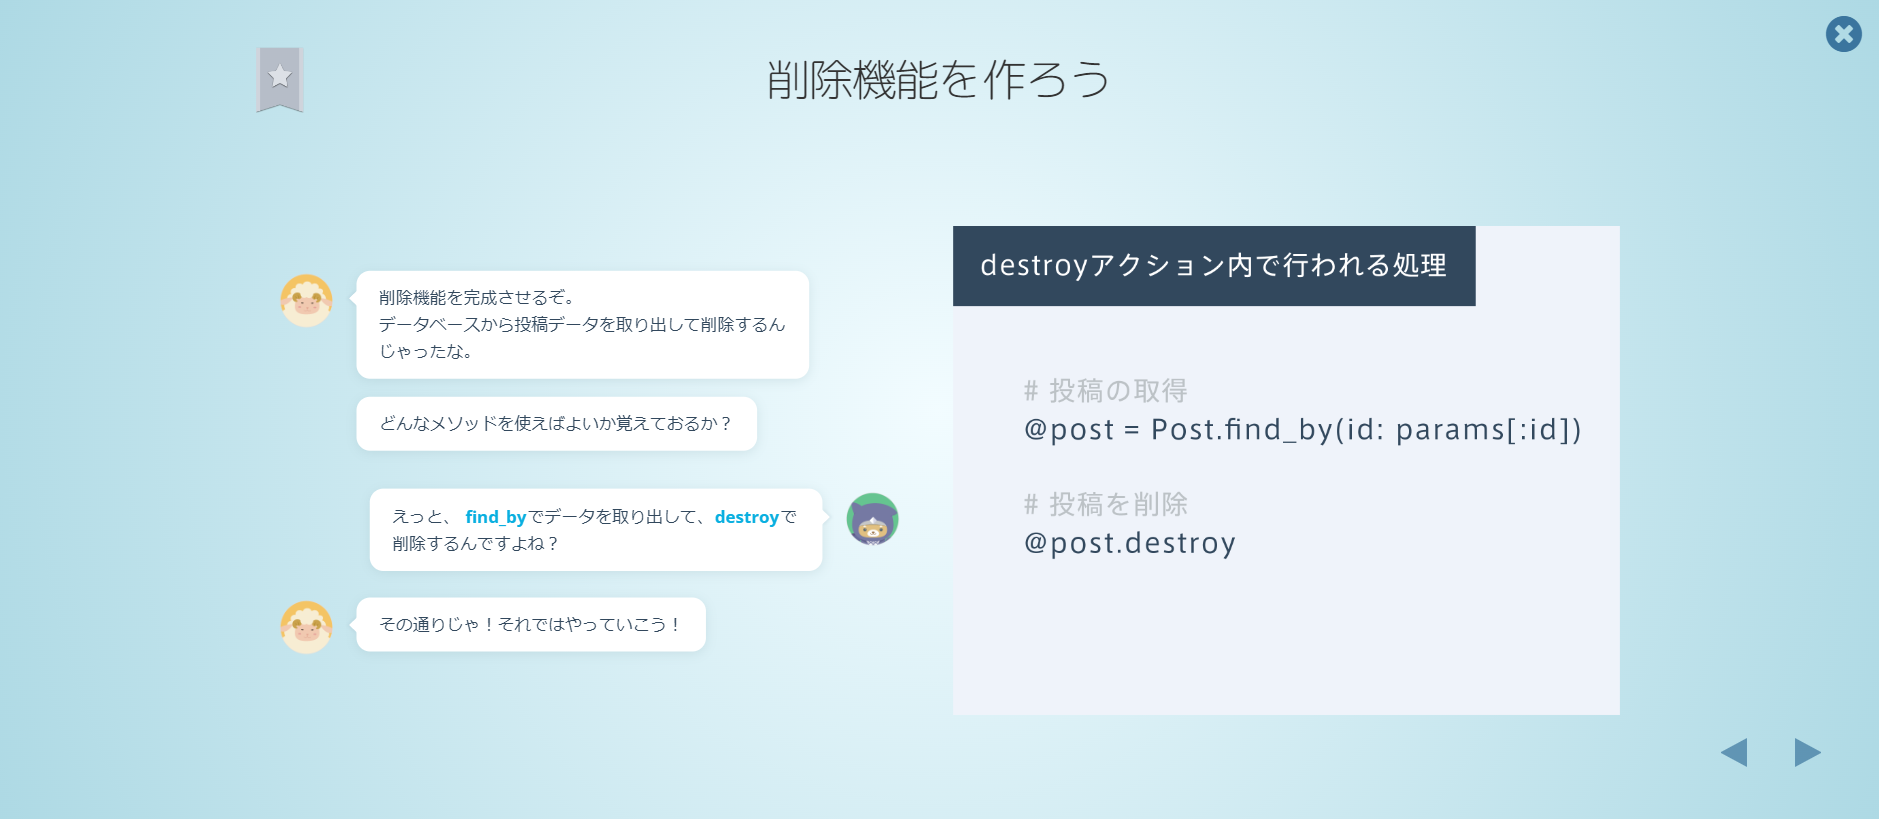 削除機能を作ろう
削除機能を完成させるぞ。
データベースから投稿データを取り出して削除するん
じゃったな。
どんなメソッドを使えばよいか覚えておるか？
えっと、 find_byでデータを取り出して、destroyで
削除するんですよね？
その通りじゃ！それではやっていこう！
destroyアクション内で行われる処理
# 投稿の取得
@post = Post.find_by(id: params[:id])
# 投稿を削除
@post.destroy